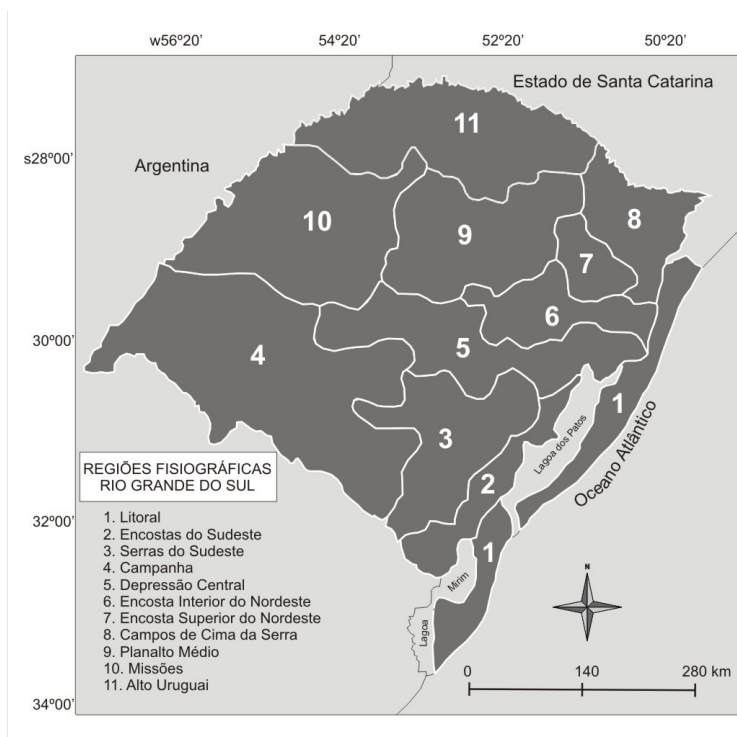 w56º20'
54º20'
52º20'
50º20'
Estado de Santa Catarina
11
s28º00'
Argentina
10
9
8
7
6
30º00'
4
5
1
Lagoa dos Patos
Oceano Atlântico
3
2
REGIÕES FISIOGRÁFICAS
RIO GRANDE DO SUL
32º00'
1. Litoral
2. Encostas do Sudeste
3. Serras do Sudeste
4. Campanha
5. Depressão Central
6. Encosta Interior do Nordeste
7. Encosta Superior do Nordeste
8. Campos de Cima da Serra
9. Planalto Médio
10. Missões
11. Alto Uruguai
1
Mirim
Lagoa
N
0 140 280 km
34º00'